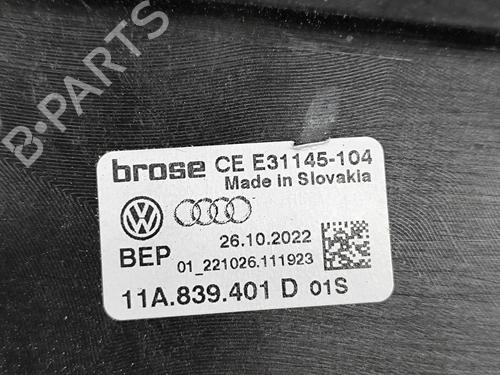 B-PARTS
brose CE E31145-104
Made in Slovakia
BEP 26.10.2022
01_221026.111923
11A.839.401 D 01S